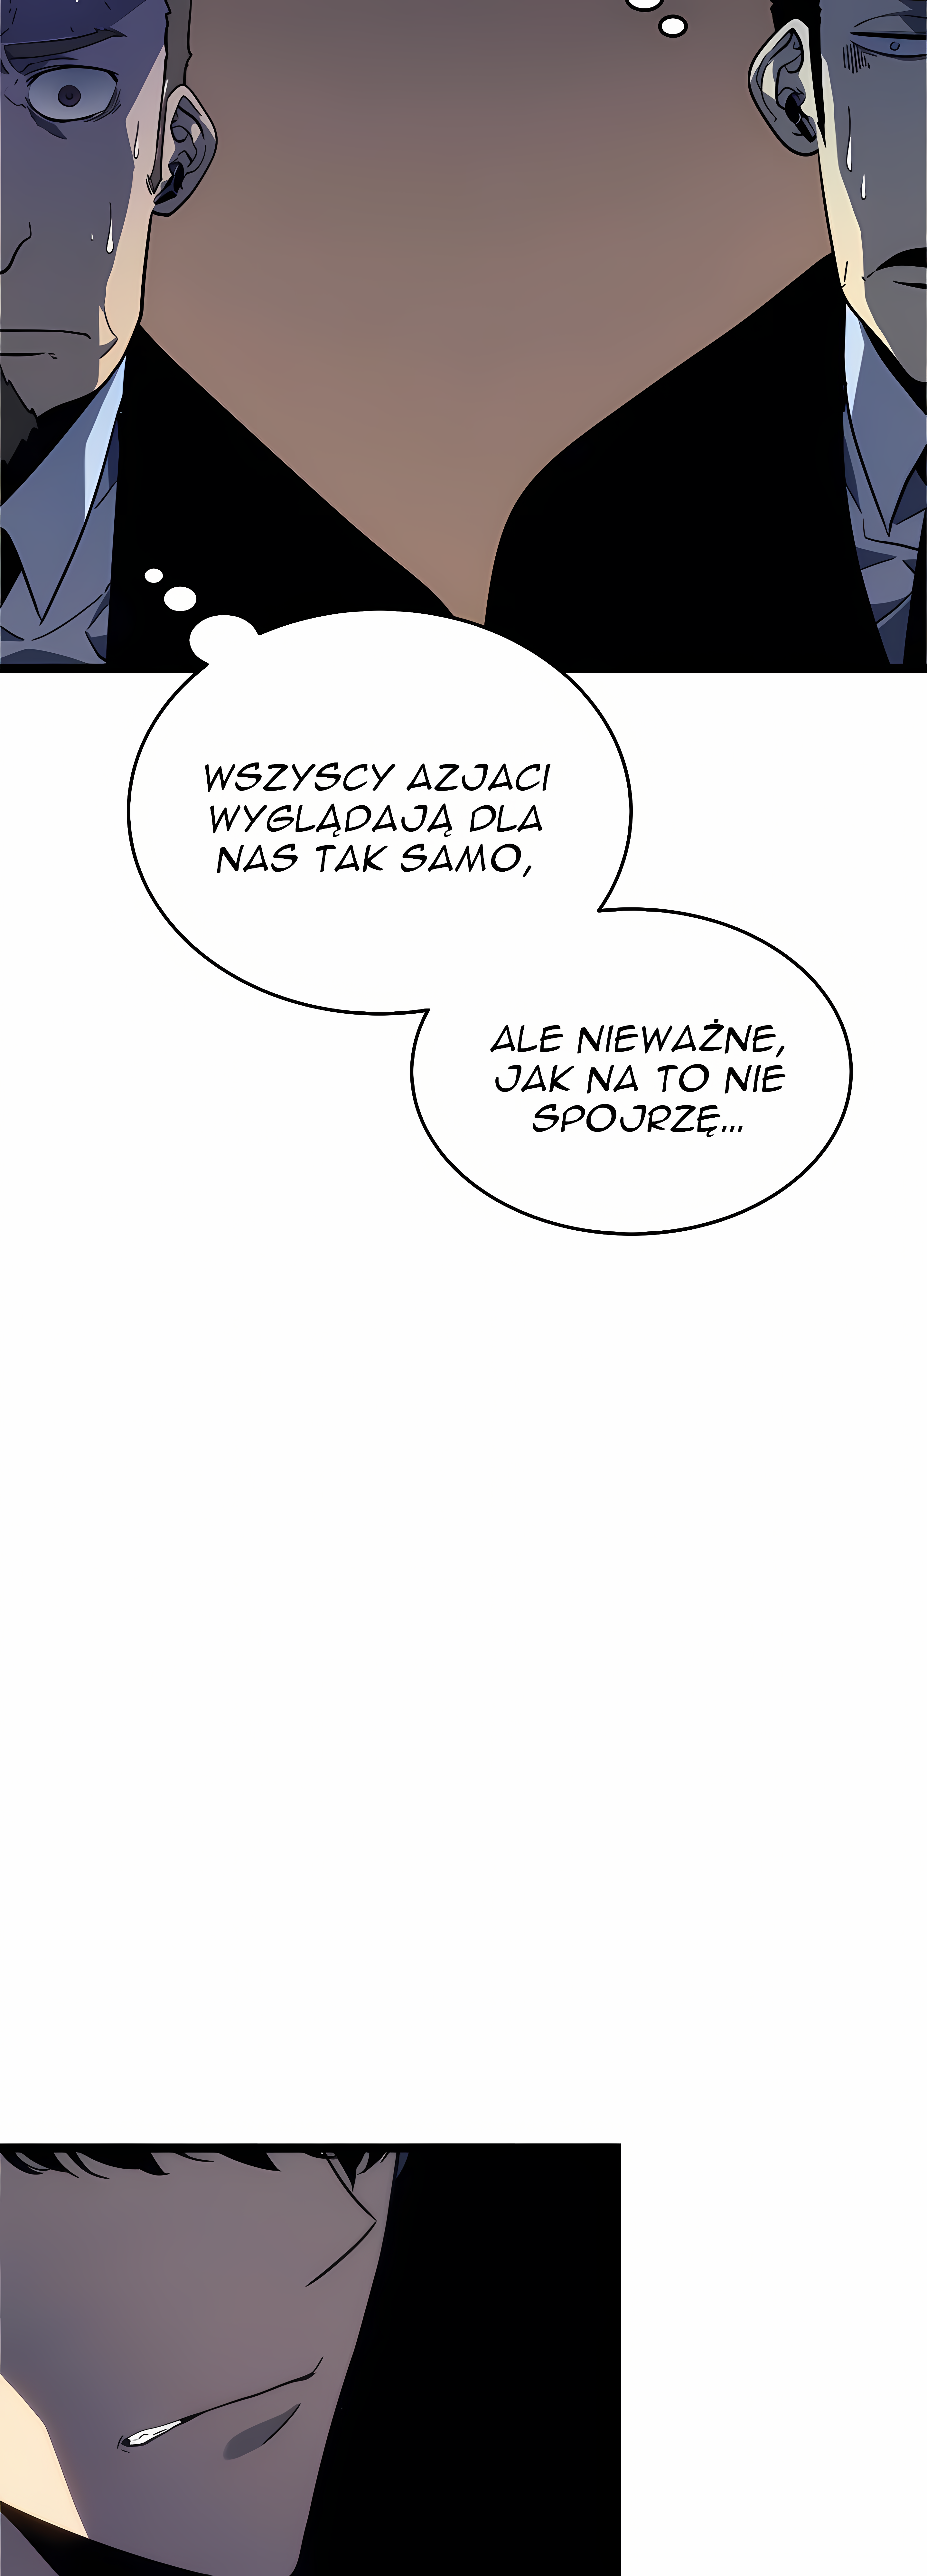 WSZYSCY AZJACI
WYGLĄDAJĄ DLA
NAS TAK SAMO,
ALE NIEWAŻNE,
JAK NA TO NIE
SPOJRZĘ...